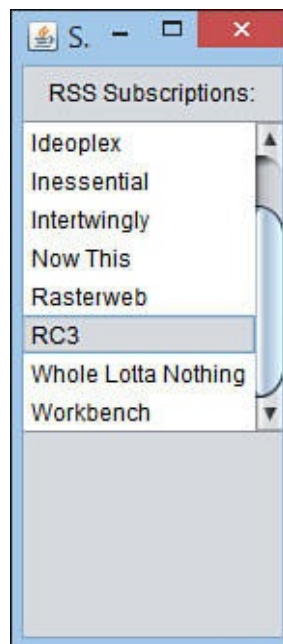 S.
RSS Subscriptions:
Ideoplex
Inessential
Intertwingly
Now This
Rasterweb
RC3
Whole Lotta Nothing
Workbench